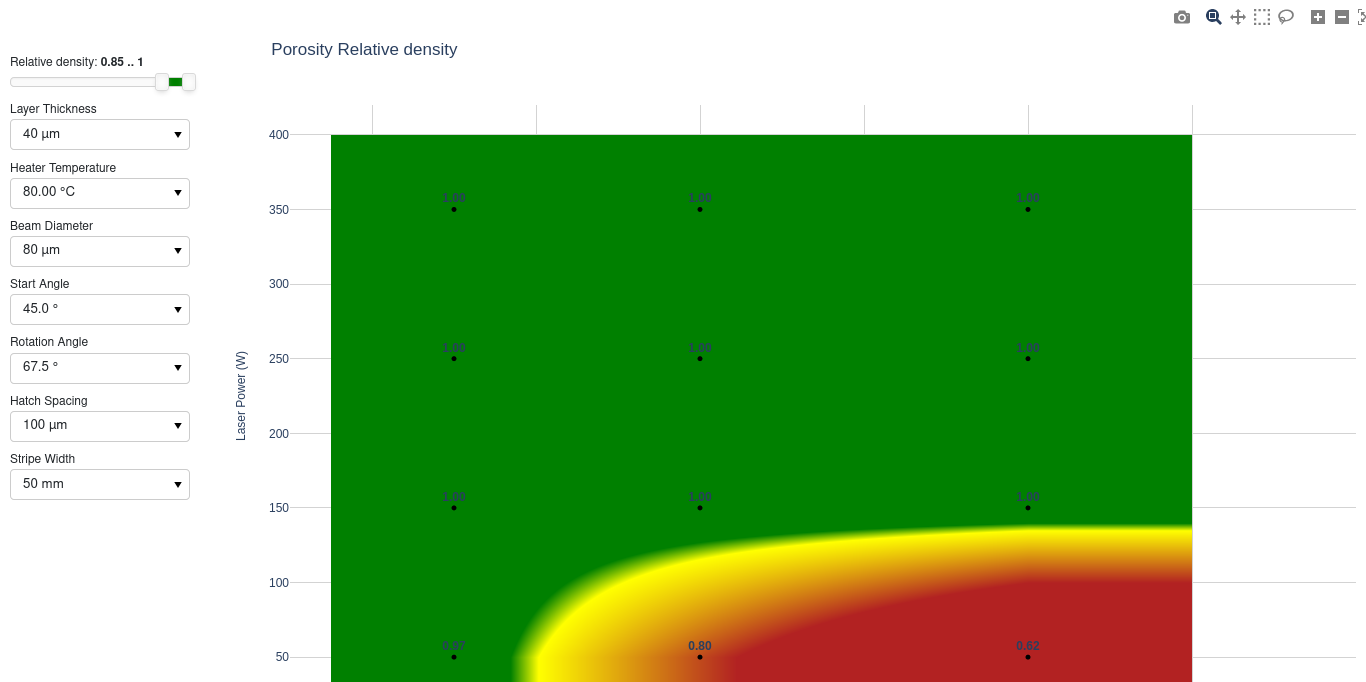 Porosity Relative density
Relative density: 0.85 .. 1
Layer Thickness
40 µm
Heater Temperature
80.00 °C
Beam Diameter
80 µm
Start Angle
45.0 °
Rotation Angle
67.5 °
Hatch Spacing
100 µm
Stripe Width
50 mm
Laser Power (W)
400
350
300
250
200
150
100
50
1.00 1.00 1.00
1.00 1.00 1.00
1.00 1.00 1.00
0.97 0.80 0.62